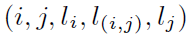 (i, j, l_i, l_{(i,j)}, l_j)